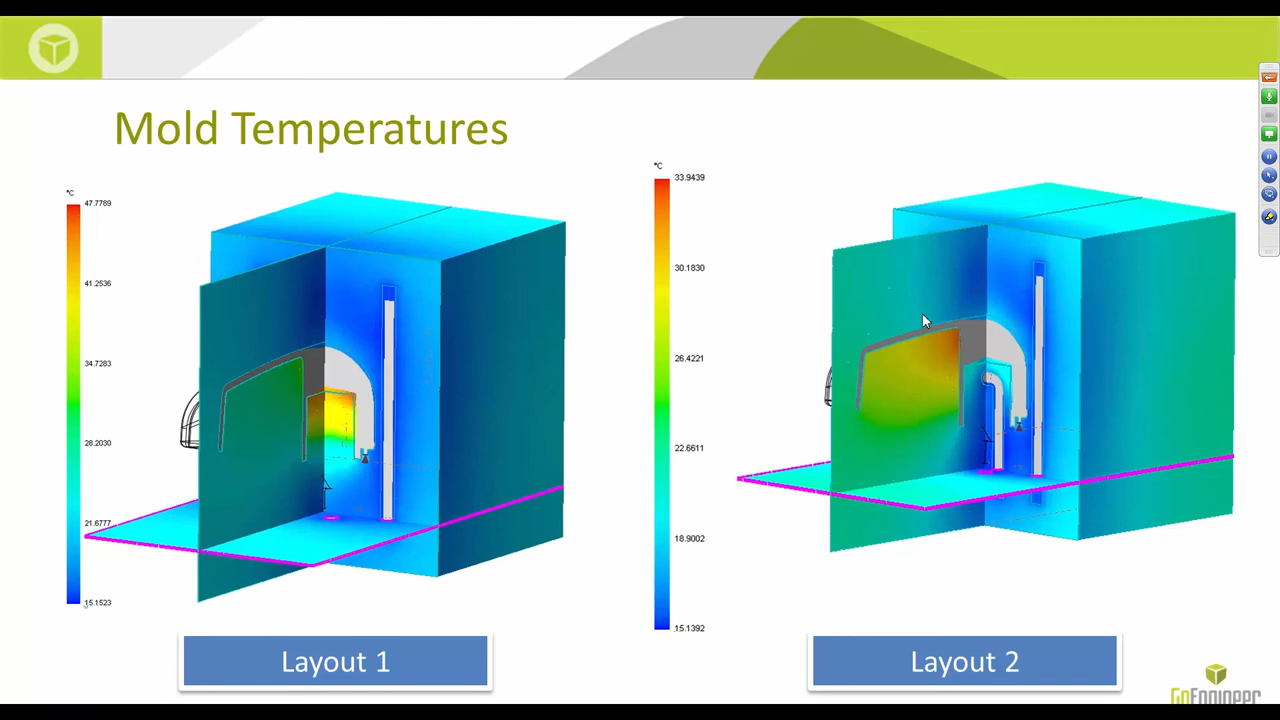 Mold Temperatures
°C
47.7789
41.2536
34.7283
28.2030
21.6777
15.1523
°C
33.9439
30.1830
26.4221
22.6611
18.9002
15.1392
Layout 1
Layout 2
GoEngineer